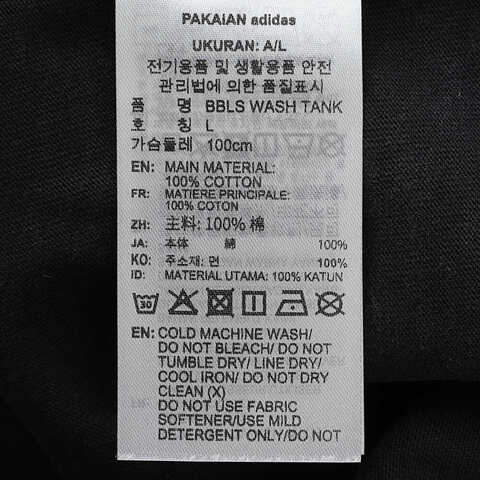 PAKAIAN adidas
UKURAN: A/L
전기용품 및 생활용품 안전
관리법에 의한 품질표시
품 명 BBLS WASH TANK
호 칭 L
가슴둘레 100cm
EN: MAIN MATERIAL:
100% COTTON
FR: MATIERE PRINCIPALE:
100% COTON
ZH: 主料: 100% 棉
JA: 本体 綿 100%
KO: 주소재: 면 100%
ID: MATERIAL UTAMA: 100% KATUN
30
EN: COLD MACHINE WASH/
DO NOT BLEACH/ DO NOT
TUMBLE DRY/ LINE DRY/
COOL IRON/ DO NOT DRY
CLEAN (X)
DO NOT USE FABRIC
SOFTENER/USE MILD
DETERGENT ONLY/DO NOT